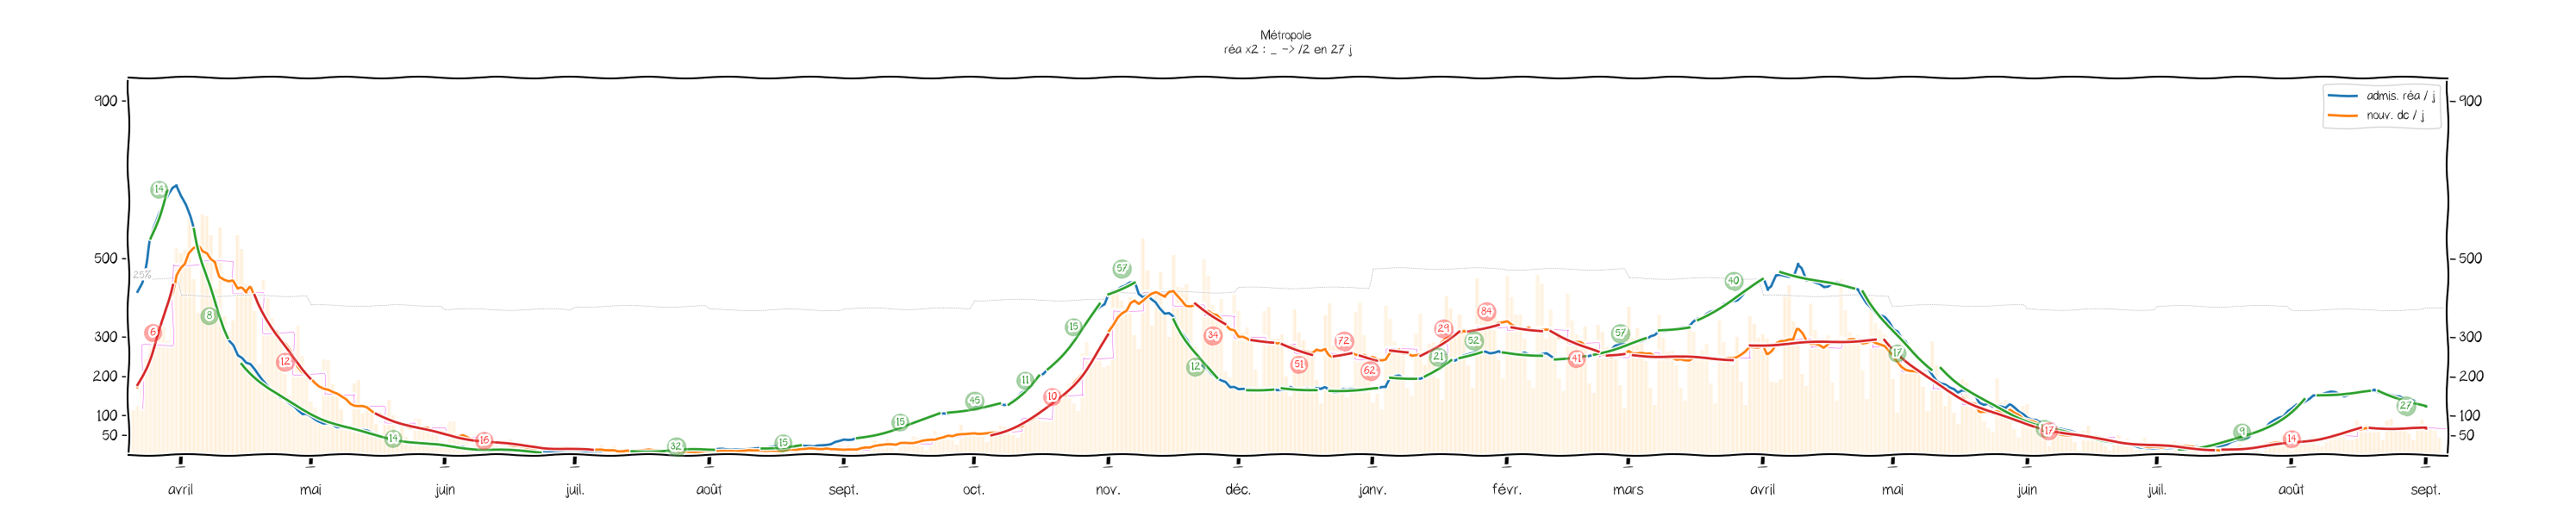 Métropole
réa x2 : _ -> /2 en 27 j
900
500
300
200
100
50
25%
900
500
300
200
100
50
admis. réa / j
nouv. dc / j
14
6
8
12
14
16
32
15
15
45
11
10
15
57
12
34
51
72
62
21
29
52
84
41
57
40
17
17
9
14
27
avril
mai
juin
juil.
août
sept.
oct.
nov.
déc.
janv.
févr.
mars
avril
mai
juin
juil.
août
sept.